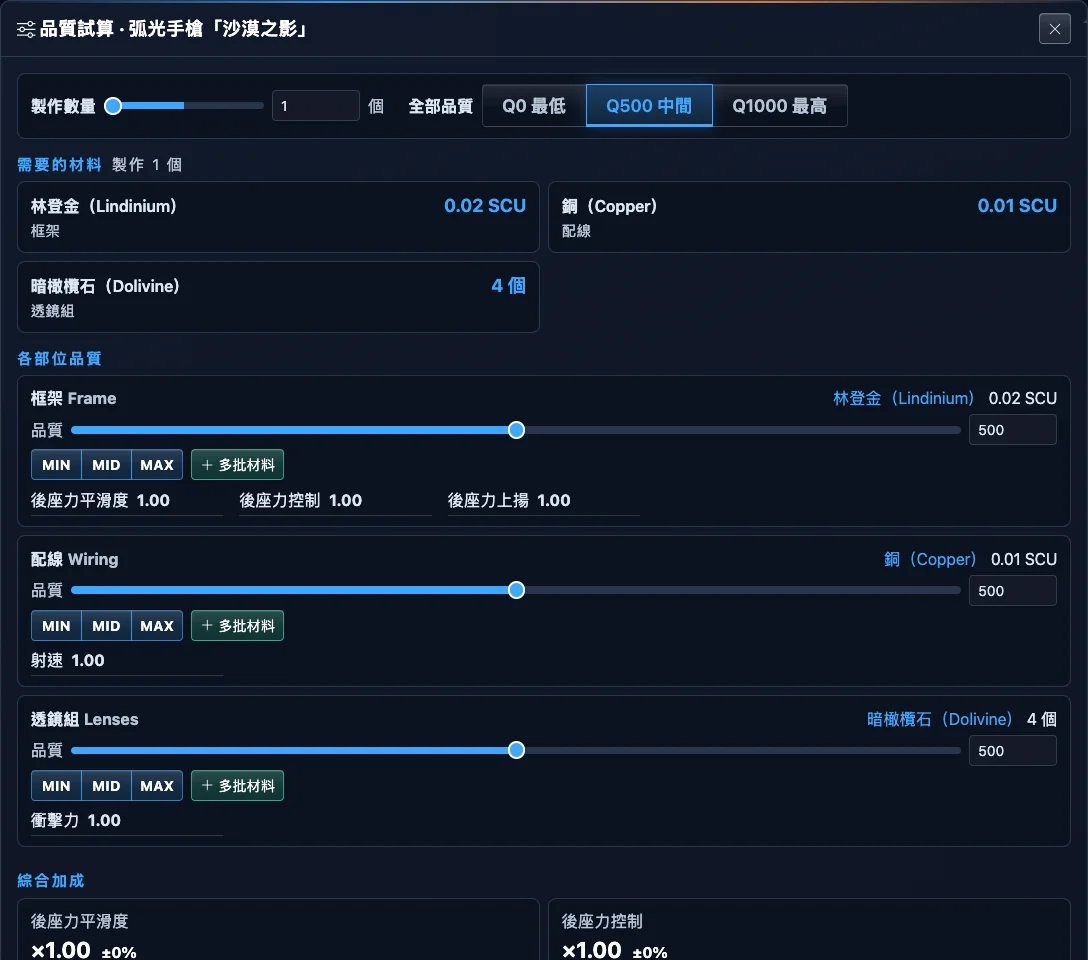 品質試算 · 弧光手槍「沙漠之影」
製作數量 1 個 全部品質 Q0 最低 Q500 中間 Q1000 最高
需要的材料 製作 1 個
林登金（Lindinium） 0.02 SCU
框架
銅（Copper） 0.01 SCU
配線
暗橄欖石（Dolivine） 4 個
透鏡組
各部位品質
框架 Frame 林登金（Lindinium） 0.02 SCU
品質 500
MIN MID MAX + 多批材料
後座力平滑度 1.00 後座力控制 1.00 後座力上揚 1.00
配線 Wiring 銅（Copper） 0.01 SCU
品質 500
MIN MID MAX + 多批材料
射速 1.00
透鏡組 Lenses 暗橄欖石（Dolivine） 4 個
品質 500
MIN MID MAX + 多批材料
衝擊力 1.00
綜合加成
後座力平滑度
×1.00 ±0%
後座力控制
×1.00 ±0%